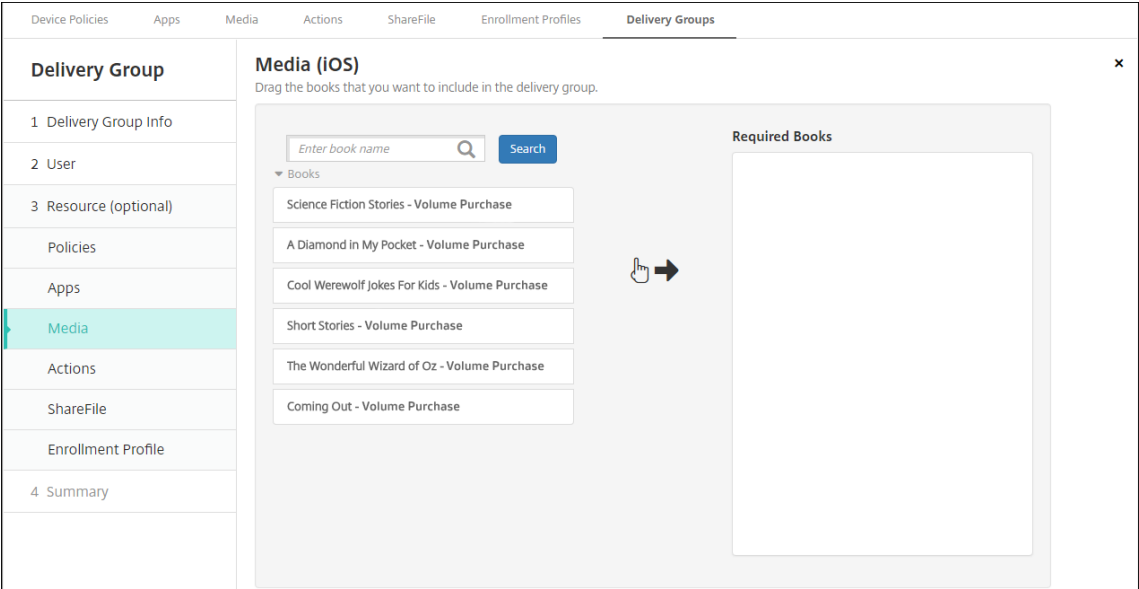 Device Policies Apps Media Actions ShareFile Enrollment Profiles Delivery Groups
Delivery Group
1 Delivery Group Info
2 User
3 Resource (optional)
Policies
Apps
Media
Actions
ShareFile
Enrollment Profile
4 Summary
Media (iOS)
Drag the books that you want to include in the delivery group.
Enter book name
Search
Books
Science Fiction Stories - Volume Purchase
A Diamond in My Pocket - Volume Purchase
Cool Werewolf Jokes For Kids - Volume Purchase
Short Stories - Volume Purchase
The Wonderful Wizard of Oz - Volume Purchase
Coming Out - Volume Purchase
Required Books